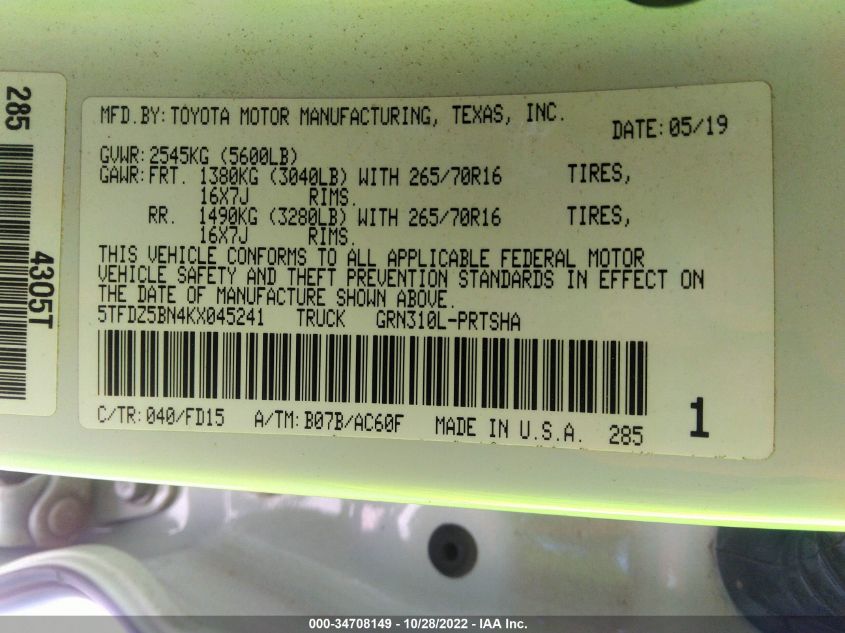 285
4305T
MFD.BY:TOYOTA MOTOR MANUFACTURING, TEXAS, INC.
DATE:05/19
GVWR:2545KG (5600LB)
GAWR:FRT. 1380KG (3040LB) WITH 265/70R16 TIRES,
16X7J RIMS.
RR. 1490KG (3280LB) WITH 265/70R16 TIRES,
16X7J RIMS.
THIS VEHICLE CONFORMS TO ALL APPLICABLE FEDERAL MOTOR
VEHICLE SAFETY AND THEFT PREVENTION STANDARDS IN EFFECT ON
THE DATE OF MANUFACTURE SHOWN ABOVE.
5TFDZ5BN4KX045241 TRUCK GRN310L-PRTSHA
C/TR:040/FD15 A/TM:B07B/AC60F MADE IN U.S.A. 285
1
000-34708149 - 10/28/2022 - IAA Inc.